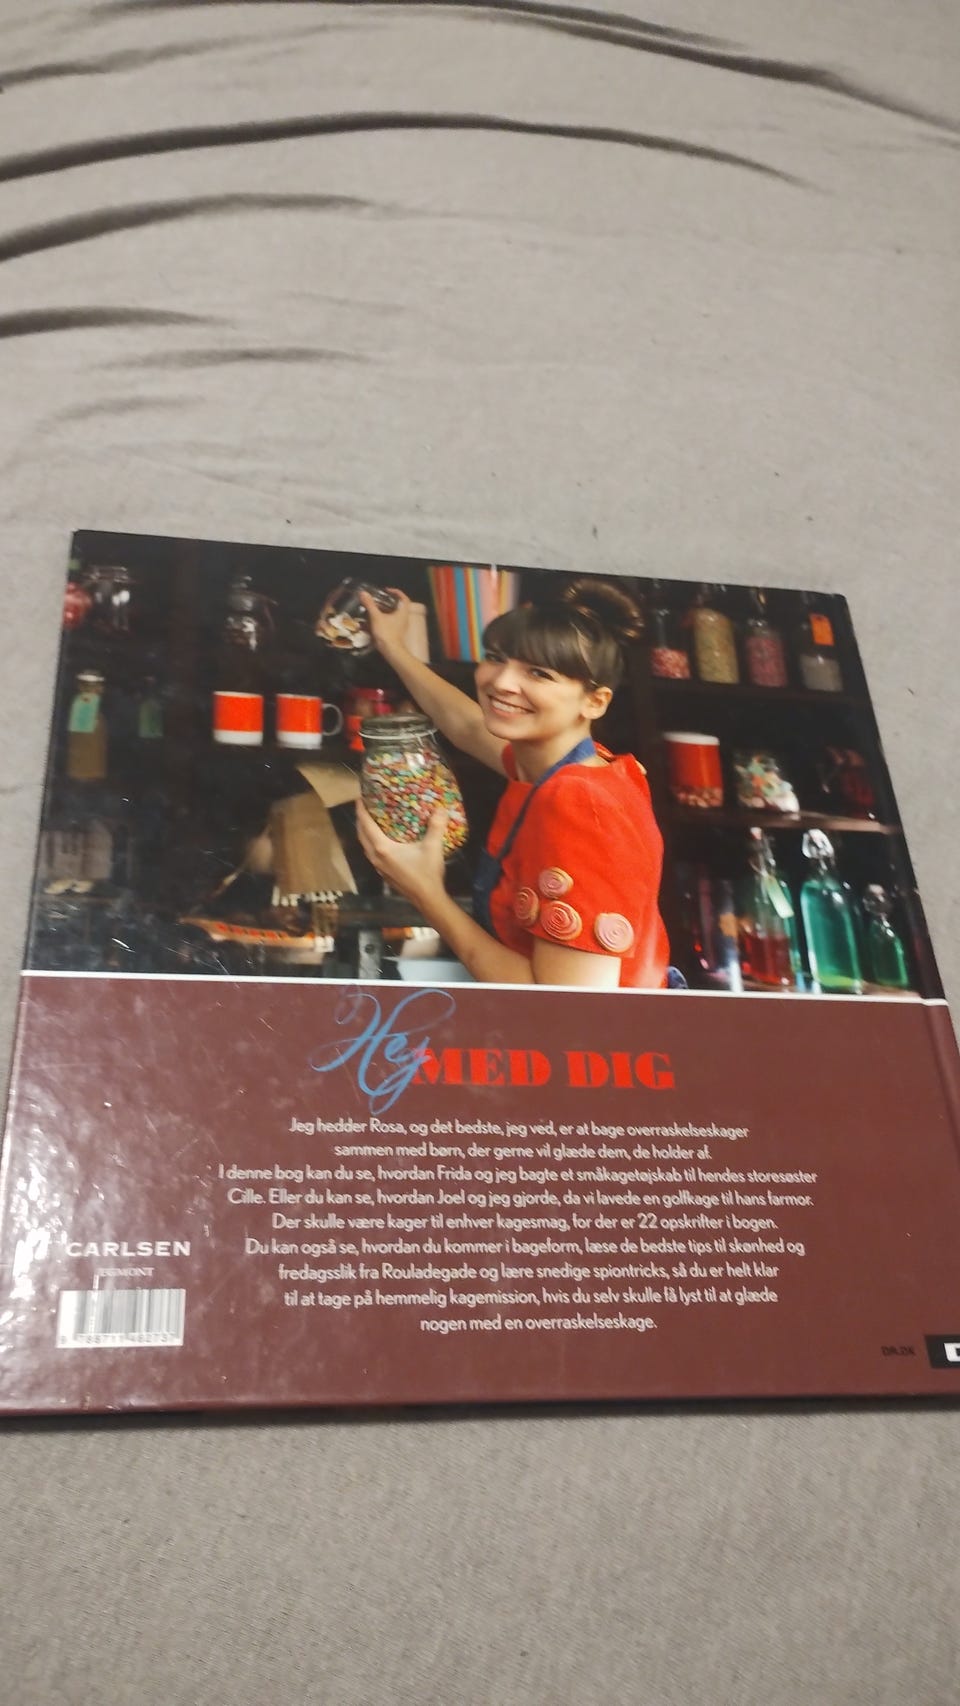 Hey MED DIG
Jeg hedder Rosa, og det bedste, jeg ved, er at bage overraskelseskager
sammen med børn, der gerne vil glæde dem, de holder af.
I denne bog kan du se, hvordan Frida og jeg bagte et småkagetøjskab til hendes storesøster
Cille. Eller du kan se, hvordan Joel og jeg gjorde, da vi lavede en golfkage til hans farmor.
Der skulle være kager til enhver kagesmag, for der er 22 opskrifter i bogen.
Du kan også se, hvordan du kommer i bageform, læse de bedste tips til skønhed og
fredagsslik fra Rouladegade og lære snedige spiontricks, så du er helt klar
til at tage på hemmelig kagemission, hvis du selv skulle få lyst til at glæde
nogen med en overraskelseskage.
CARLSEN
EGMONT
DR.DK